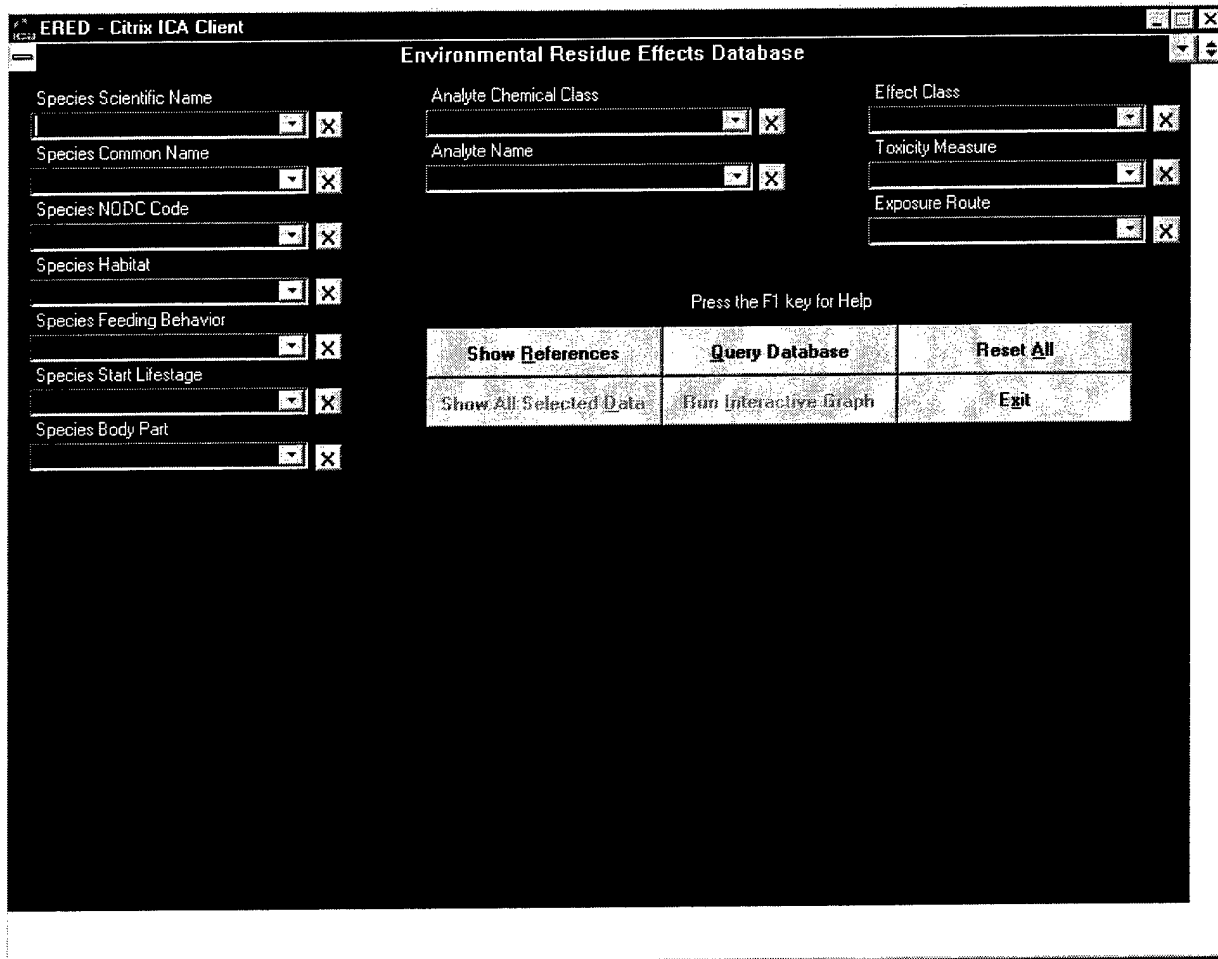 ERED - Citrix ICA Client
Environmental Residue Effects Database
Species Scientific Name
Species Common Name
Species NODC Code
Species Habitat
Species Feeding Behavior
Species Start Lifestage
Species Body Part
Analyte Chemical Class
Analyte Name
Effect Class
Toxicity Measure
Exposure Route
Press the F1 key for Help
Show References
Query Database
Reset All
Show All Selected Data
Run Interactive Graph
Exit